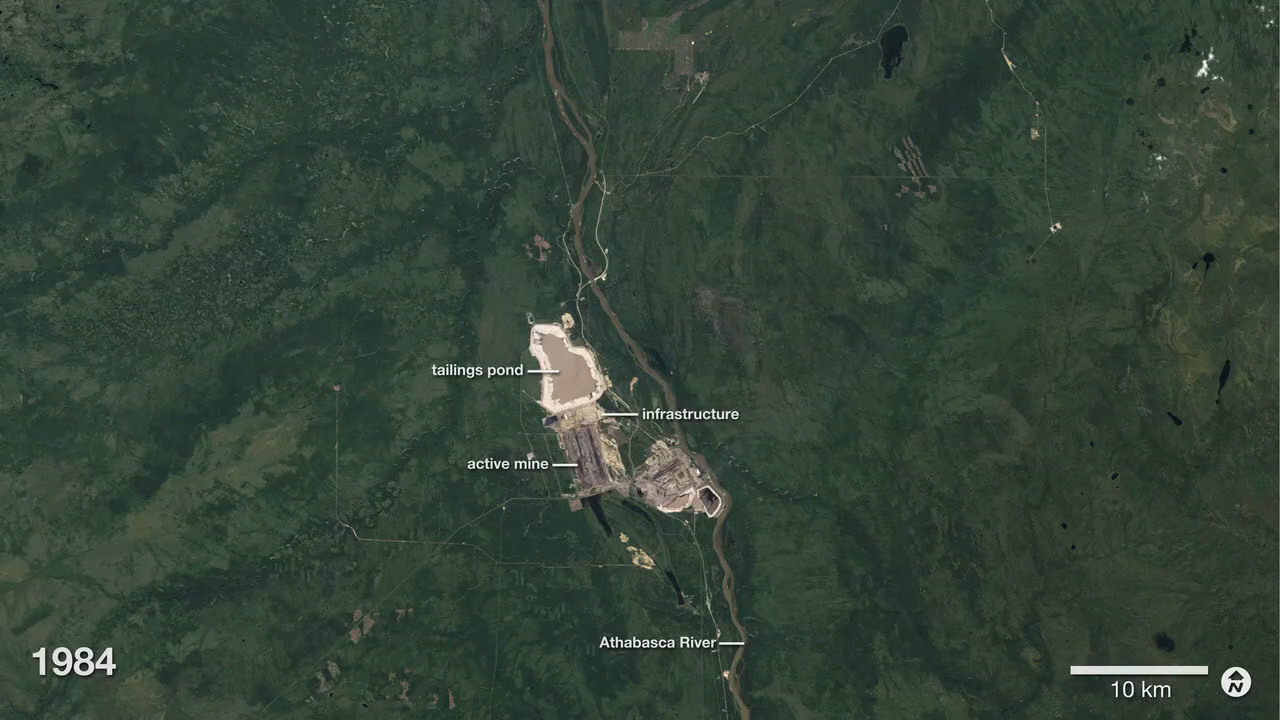 tailings pond
infrastructure
active mine
Athabasca River
1984
10 km
N